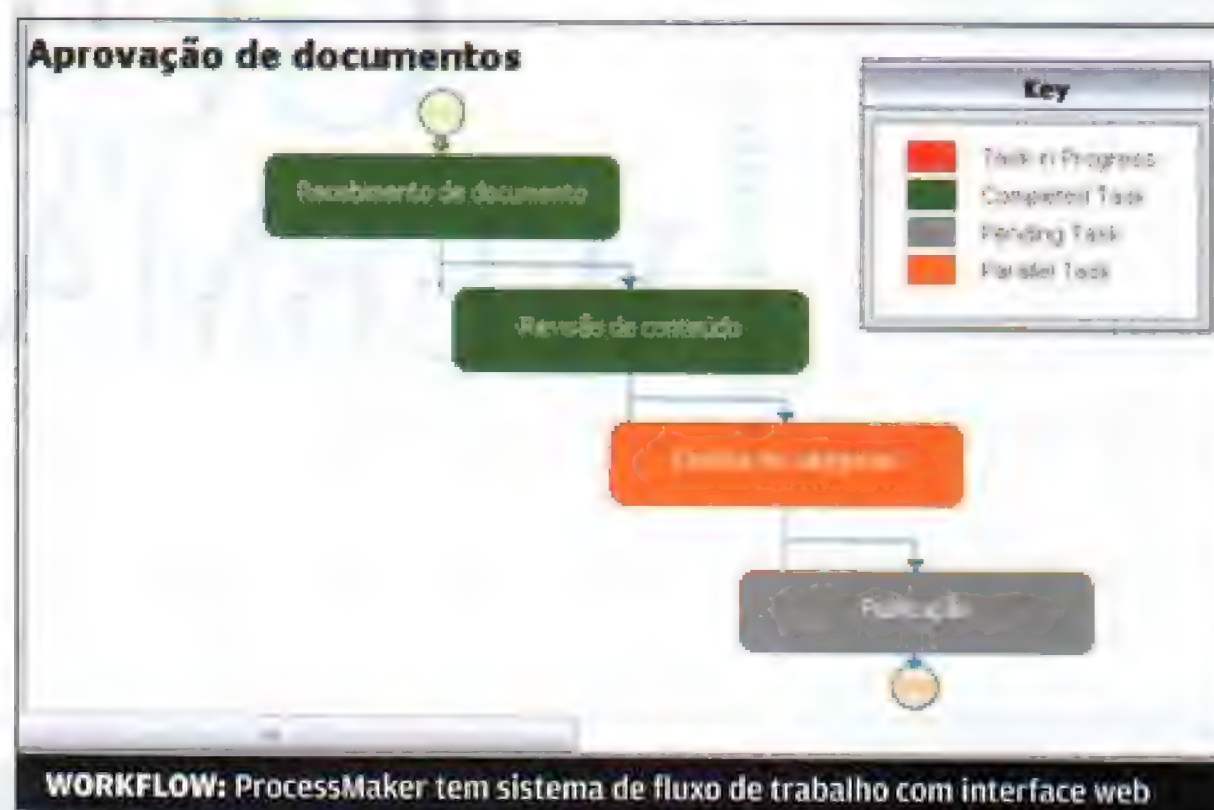 Aprovação de documentos
Key
Task in Progress
Completed Task
Pending Task
Parallel Task
Recebimento de documento
Revisão de conteúdo
Publicação
WORKFLOW: ProcessMaker tem sistema de fluxo de trabalho com interface web